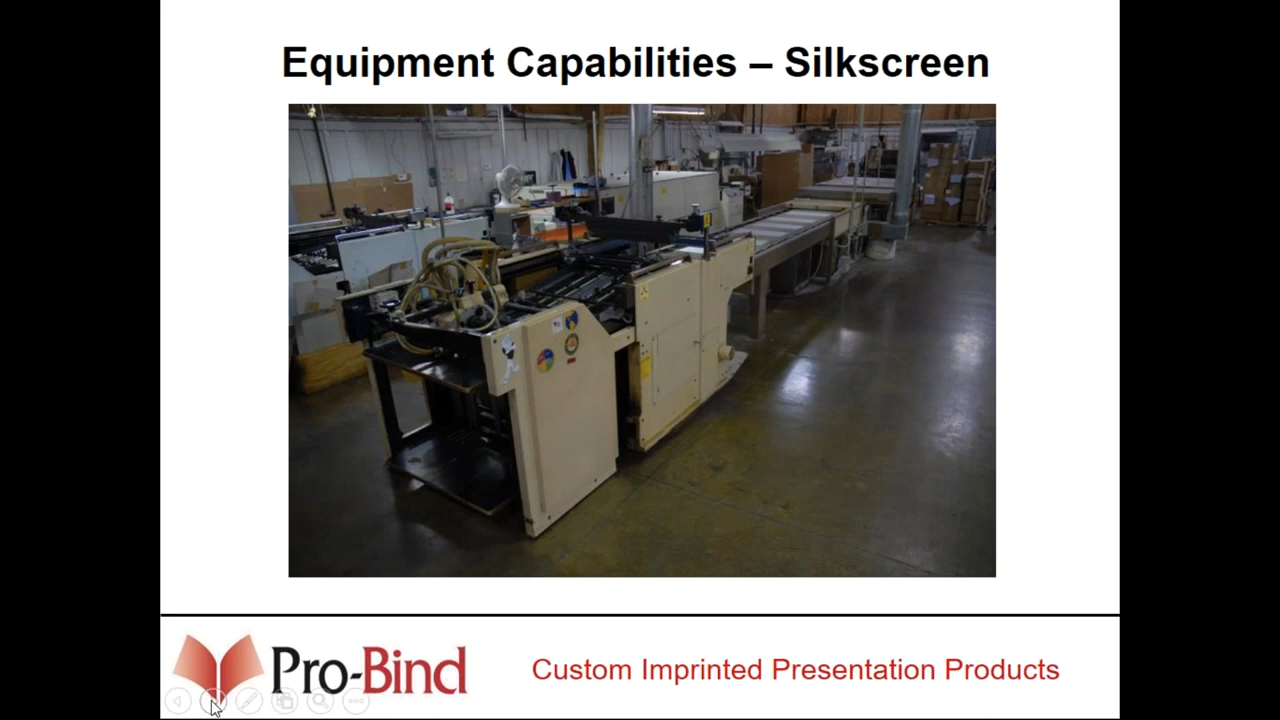 Equipment Capabilities – Silkscreen
Pro-Bind
Custom Imprinted Presentation Products